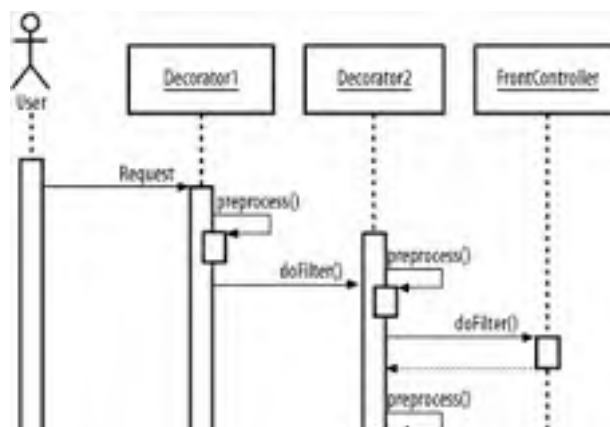 Decorator1
Decorator2
FrontController
User
Request
preprocess()
doFilter()
preprocess()
doFilter()
preprocess()